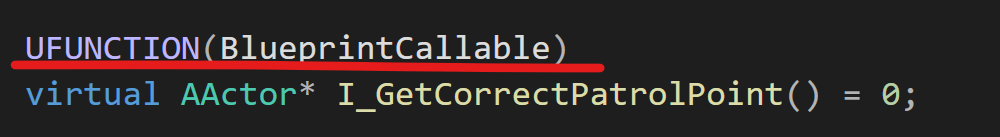 UFUNCTION(BlueprintCallable)
virtual AActor* I_GetCorrectPatrolPoint() = 0;